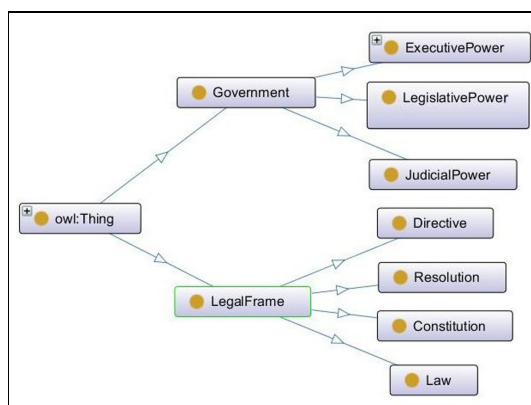 ExecutivePower
Government
LegislativePower
JudicialPower
owl:Thing
Directive
Resolution
LegalFrame
Constitution
Law